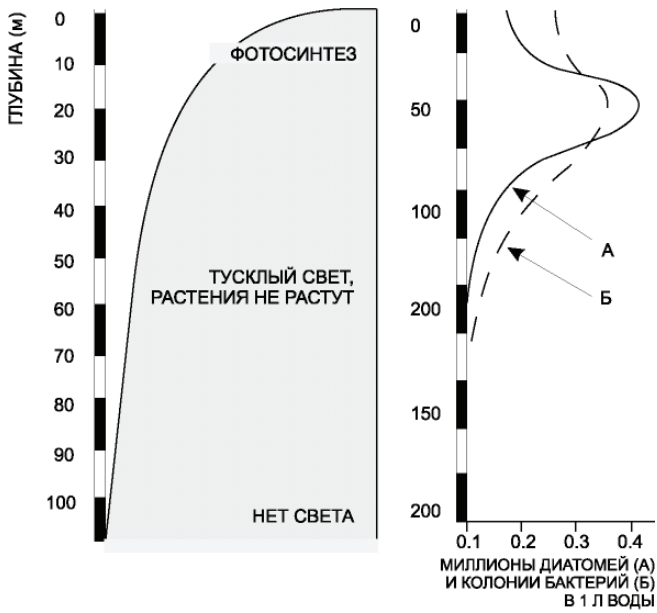 ГЛУБИНА (м)
0
10
20
30
40
50
60
70
80
90
100
ФОТОСИНТЕЗ
ТУСКЛЫЙ СВЕТ,
РАСТЕНИЯ НЕ РАСТУТ
НЕТ СВЕТА
0
50
100
200
150
200
А
Б
0.1 0.2 0.3 0.4
МИЛЛИОНЫ ДИАТОМЕЙ (А)
И КОЛОНИИ БАКТЕРИЙ (Б)
В 1 Л ВОДЫ